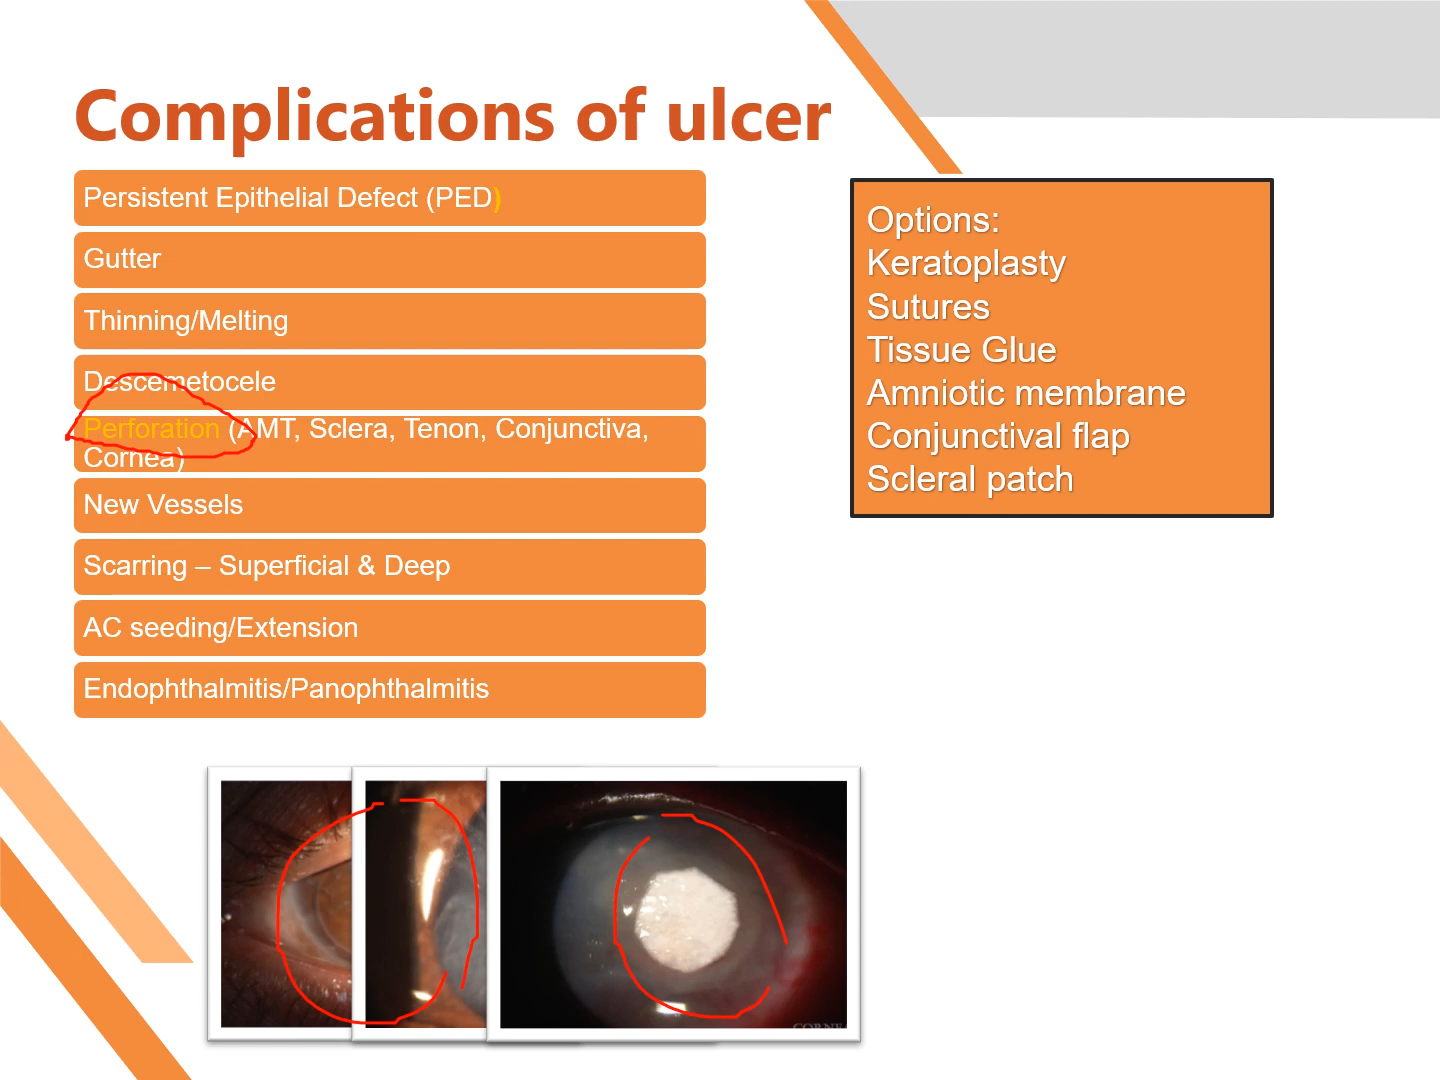 Complications of ulcer
Persistent Epithelial Defect (PED)
Gutter
Thinning/Melting
Descemetocele
Perforation (AMT, Sclera, Tenon, Conjunctiva,
Cornea)
New Vessels
Scarring – Superficial & Deep
AC seeding/Extension
Endophthalmitis/Panophthalmitis
Options:
Keratoplasty
Sutures
Tissue Glue
Amniotic membrane
Conjunctival flap
Scleral patch